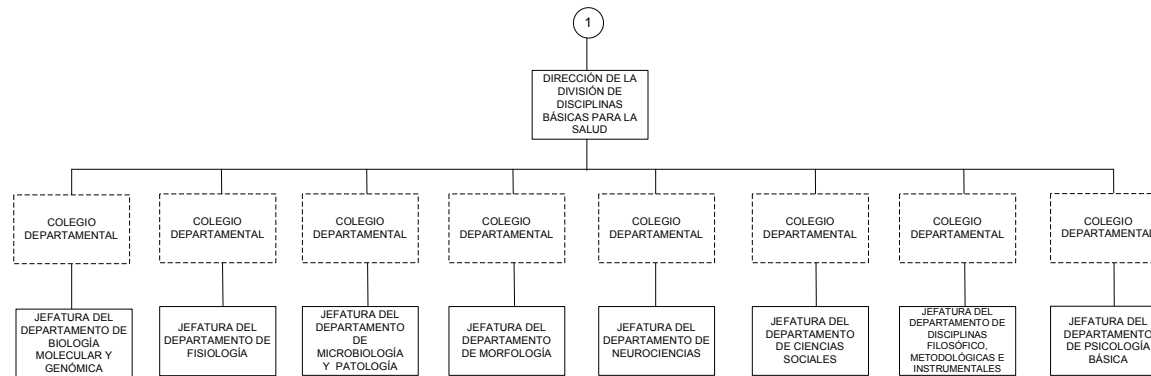 1
DIRECCIÓN DE LA
DIVISIÓN DE
DISCIPLINAS
BÁSICAS PARA LA
SALUD
COLEGIO
DEPARTAMENTAL
COLEGIO
DEPARTAMENTAL
COLEGIO
DEPARTAMENTAL
COLEGIO
DEPARTAMENTAL
COLEGIO
DEPARTAMENTAL
COLEGIO
DEPARTAMENTAL
COLEGIO
DEPARTAMENTAL
COLEGIO
DEPARTAMENTAL
JEFATURA DEL
DEPARTAMENTO DE
BIOLOGÍA
MOLECULAR Y
GENÓMICA
JEFATURA DEL
DEPARTAMENTO DE
FISIOLOGÍA
JEFATURA DEL
DEPARTAMENTO
DE
MICROBIOLOGÍA
Y PATOLOGÍA
JEFATURA DEL
DEPARTAMENTO
DE MORFOLOGÍA
JEFATURA DEL
DEPARTAMENTO DE
NEUROCIENCIAS
JEFATURA DEL
DEPARTAMENTO
DE CIENCIAS
SOCIALES
JEFATURA DEL
DEPARTAMENTO DE
DISCIPLINAS
FILOSÓFICO,
METODOLÓGICAS E
INSTRUMENTALES
JEFATURA DEL
DEPARTAMENTO
DE PSICOLOGÍA
BÁSICA